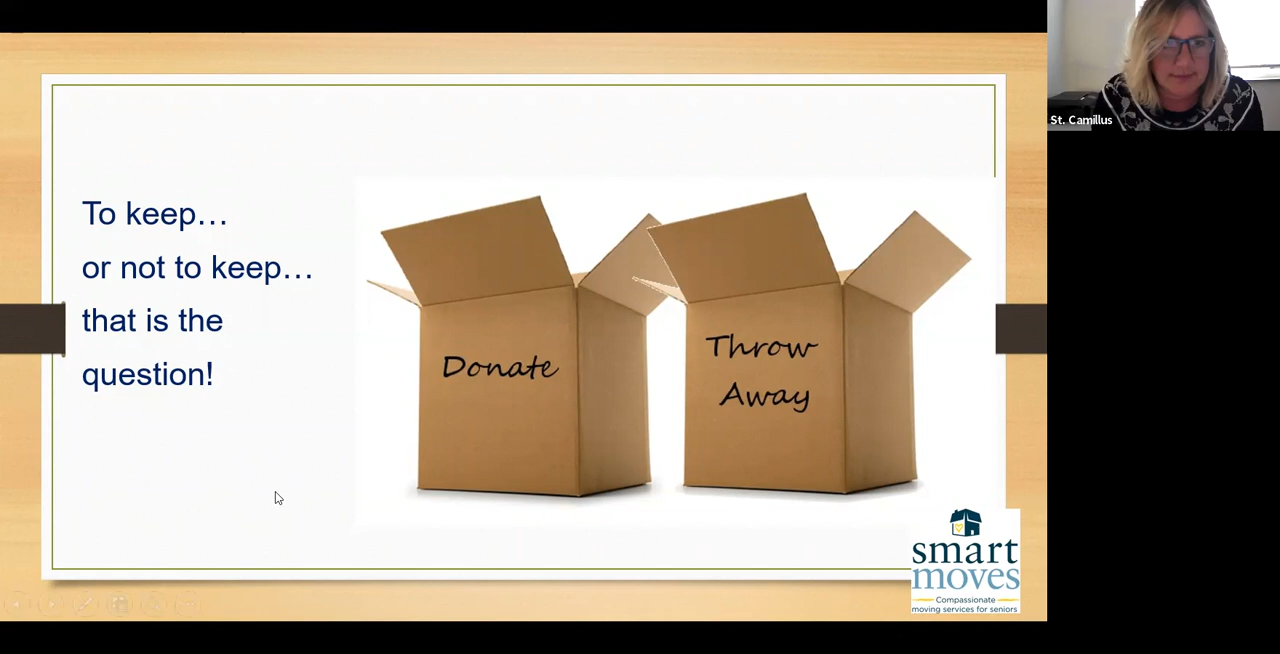 To keep…
or not to keep…
that is the
question!
Donate
Throw
Away
smart
moves
Compassionate
moving services for seniors
St. Camillus